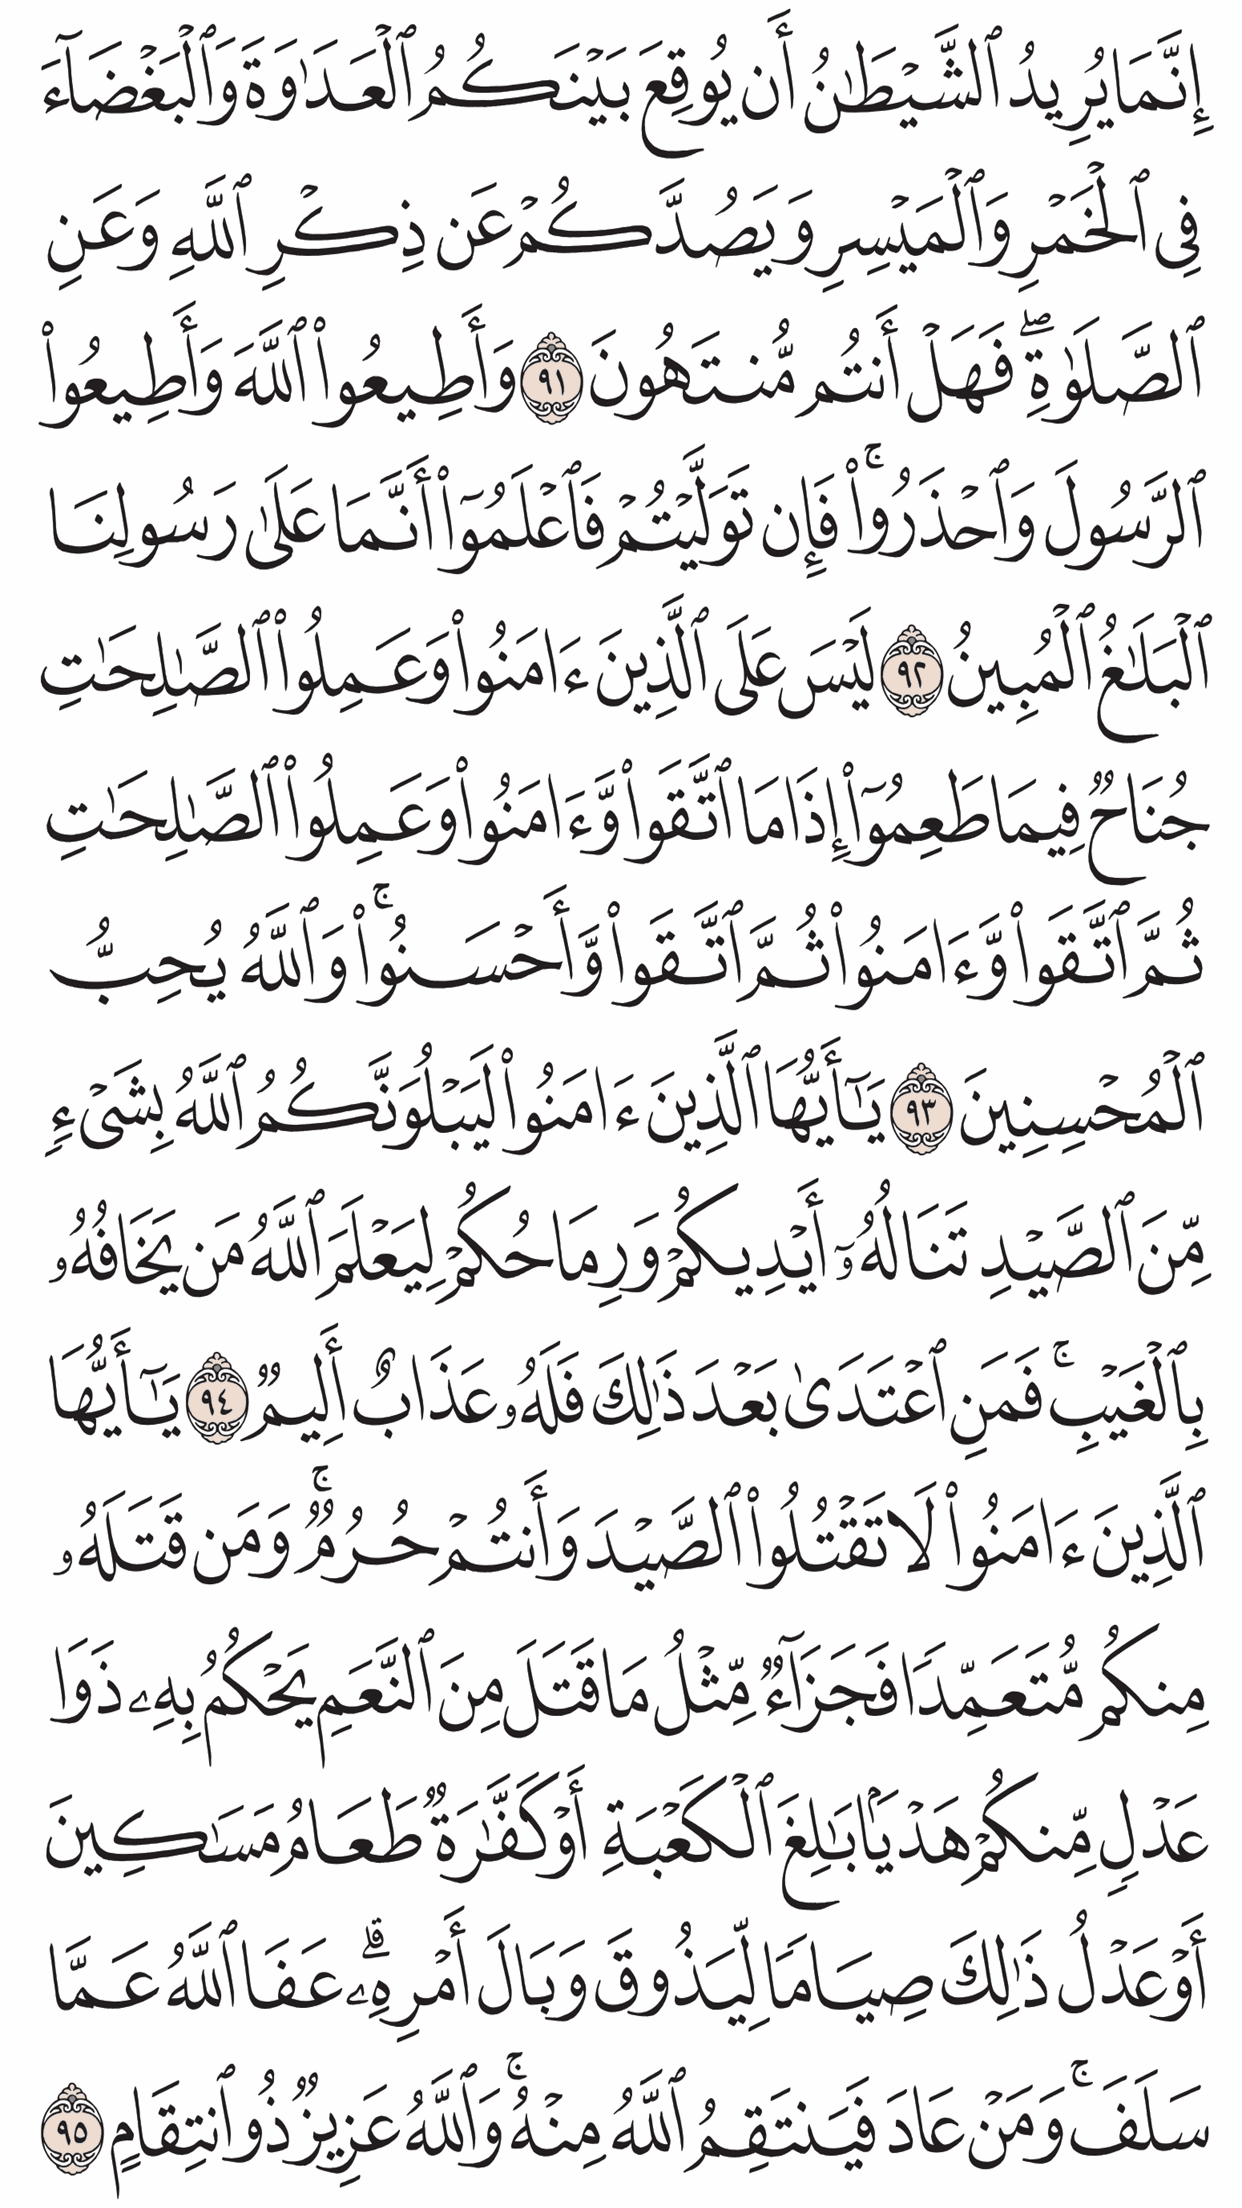 إِنَّمَا يُرِيدُ ٱلشَّيۡطَٰنُ أَن يُوقِعَ بَيۡنَكُمُ ٱلۡعَدَٰوَةَ وَٱلۡبَغۡضَآءَ
فِي ٱلۡخَمۡرِ وَٱلۡمَيۡسِرِ وَيَصُدَّكُمۡ عَن ذِكۡرِ ٱللَّهِ وَعَنِ
ٱلصَّلَوٰةِۖ فَهَلۡ أَنتُم مُّنتَهُونَ ٩١ وَأَطِيعُواْ ٱللَّهَ وَأَطِيعُواْ
ٱلرَّسُولَ وَٱحۡذَرُواْۚ فَإِن تَوَلَّيۡتُمۡ فَٱعۡلَمُوٓاْ أَنَّمَا عَلَىٰ رَسُولِنَا
ٱلۡبَلَٰغُ ٱلۡمُبِينُ ٩٢ لَيۡسَ عَلَى ٱلَّذِينَ ءَامَنُواْ وَعَمِلُواْ ٱلصَّٰلِحَٰتِ
جُنَاحٞ فِيمَا طَعِمُوٓاْ إِذَا مَا ٱتَّقَواْ وَّءَامَنُواْ وَعَمِلُواْ ٱلصَّٰلِحَٰتِ
ثُمَّ ٱتَّقَواْ وَّءَامَنُواْ ثُمَّ ٱتَّقَواْ وَّأَحۡسَنُواْۚ وَٱللَّهُ يُحِبُّ
ٱلۡمُحۡسِنِينَ ٩٣ يَٰٓأَيُّهَا ٱلَّذِينَ ءَامَنُواْ لَيَبۡلُوَنَّكُمُ ٱللَّهُ بِشَيۡءٖ
مِّنَ ٱلصَّيۡدِ تَنَالُهُۥٓ أَيۡدِيكُمۡ وَرِمَاحُكُمۡ لِيَعۡلَمَ ٱللَّهُ مَن يَخَافُهُۥ
بِٱلۡغَيۡبِۚ فَمَنِ ٱعۡتَدَىٰ بَعۡدَ ذَٰلِكَ فَلَهُۥ عَذَابٌ أَلِيمٞ ٩٤ يَٰٓأَيُّهَا
ٱلَّذِينَ ءَامَنُواْ لَا تَقۡتُلُواْ ٱلصَّيۡدَ وَأَنتُمۡ حُرُمٞۚ وَمَن قَتَلَهُۥ
مِنكُم مُّتَعَمِّدٗا فَجَزَآءٞ مِّثۡلُ مَا قَتَلَ مِنَ ٱلنَّعَمِ يَحۡكُمُ بِهِۦ ذَوَا
عَدۡلٖ مِّنكُمۡ هَدۡيَۢا بَٰلِغَ ٱلۡكَعۡبَةِ أَوۡ كَفَّٰرَةٞ طَعَامُ مَسَٰكِينَ
أَوۡ عَدۡلُ ذَٰلِكَ صِيَامٗا لِّيَذُوقَ وَبَالَ أَمۡرِهِۦۗ عَفَا ٱللَّهُ عَمَّا
سَلَفَۚ وَمَنۡ عَادَ فَيَنتَقِمُ ٱللَّهُ مِنۡهُۚ وَٱللَّهُ عَزِيزٞ ذُو ٱنتِقَامٍ ٩٥